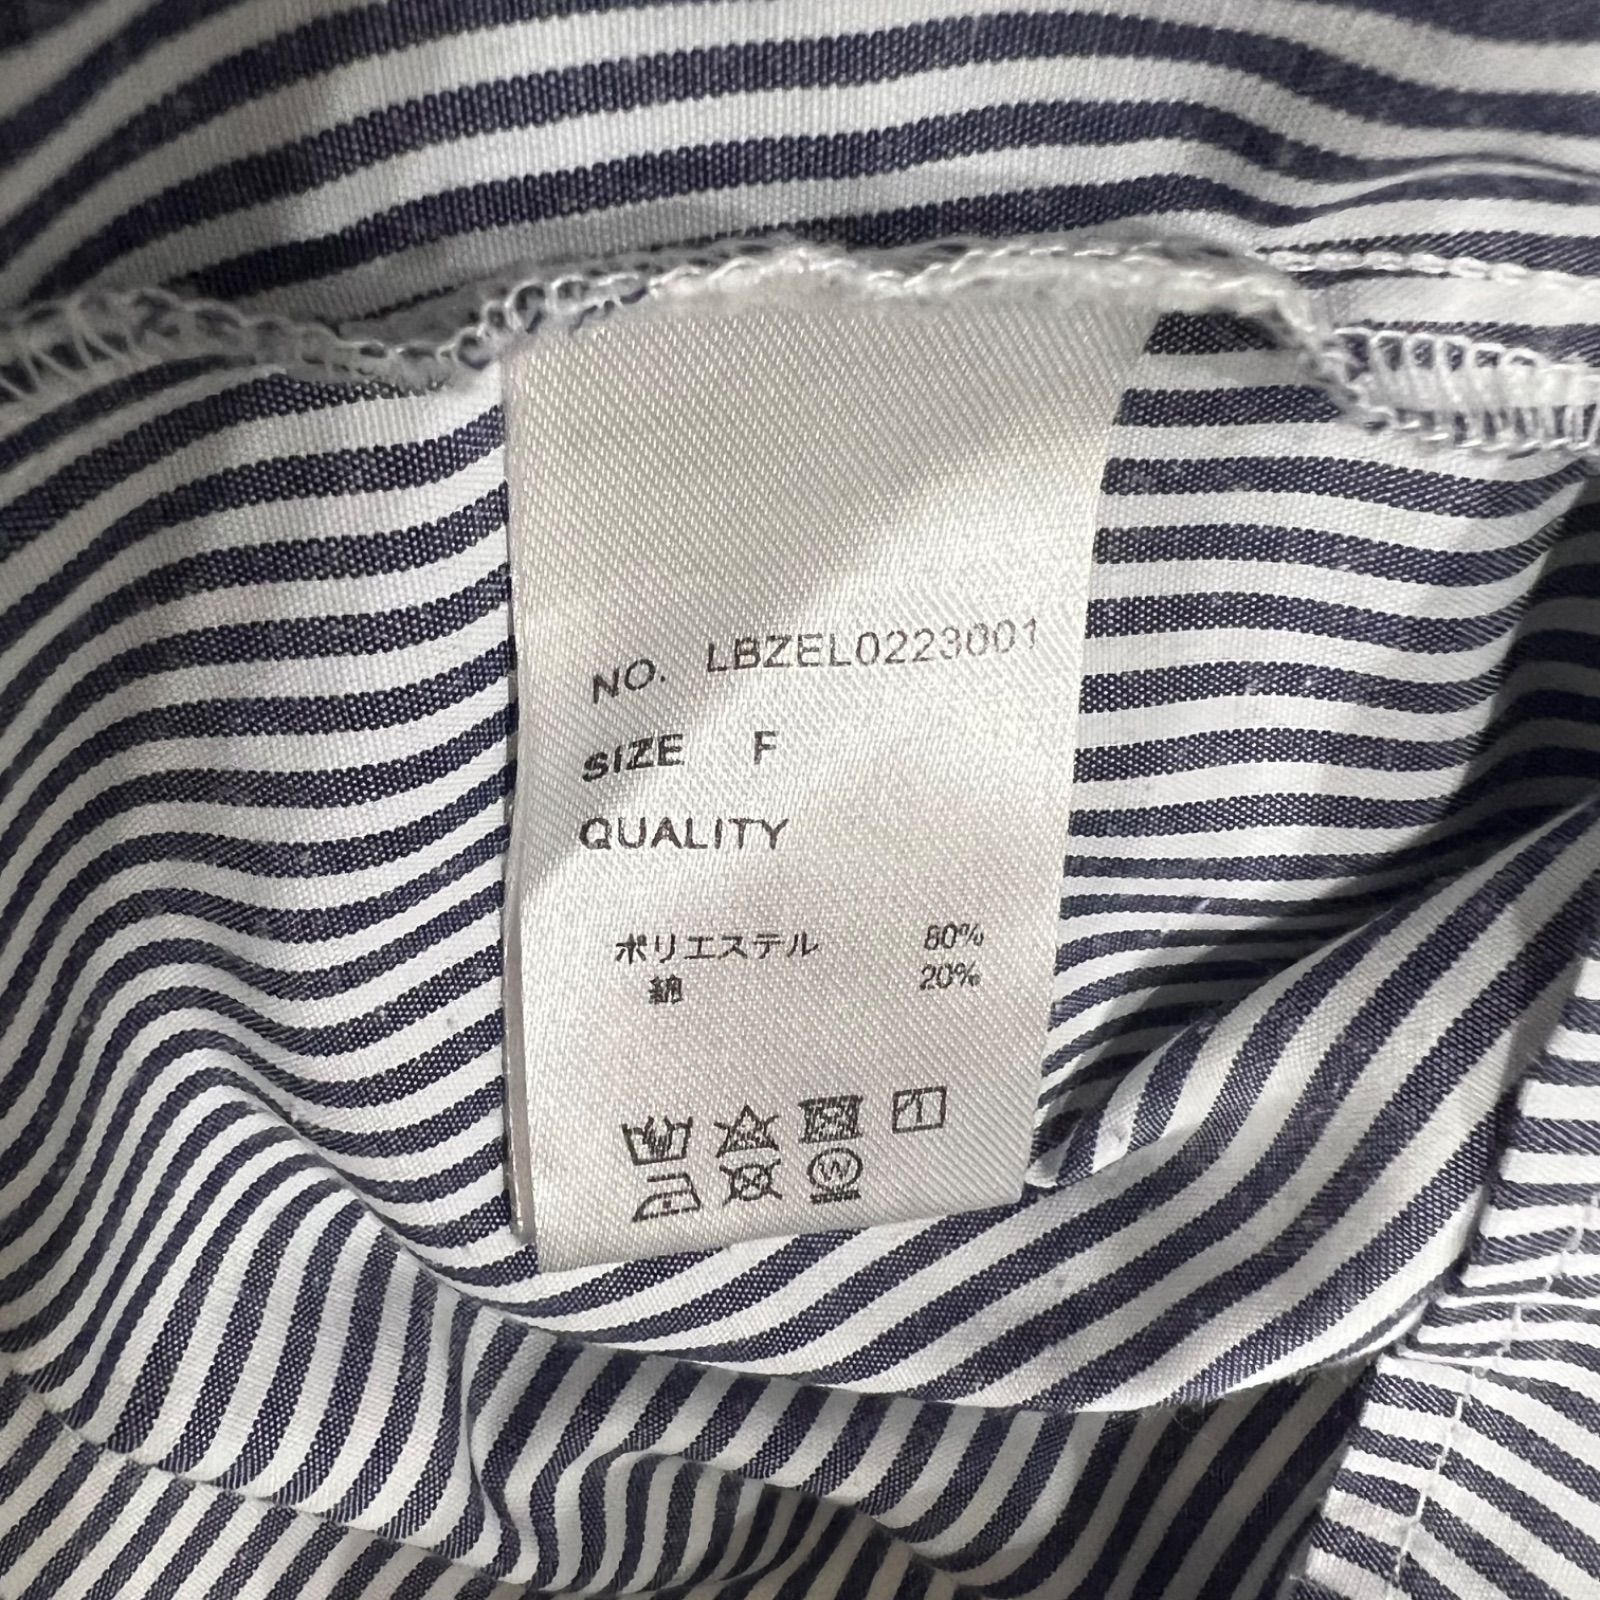 NO. LBZEL0223001
SIZE F
QUALITY
ポリエステル 80%
綿 20%
W